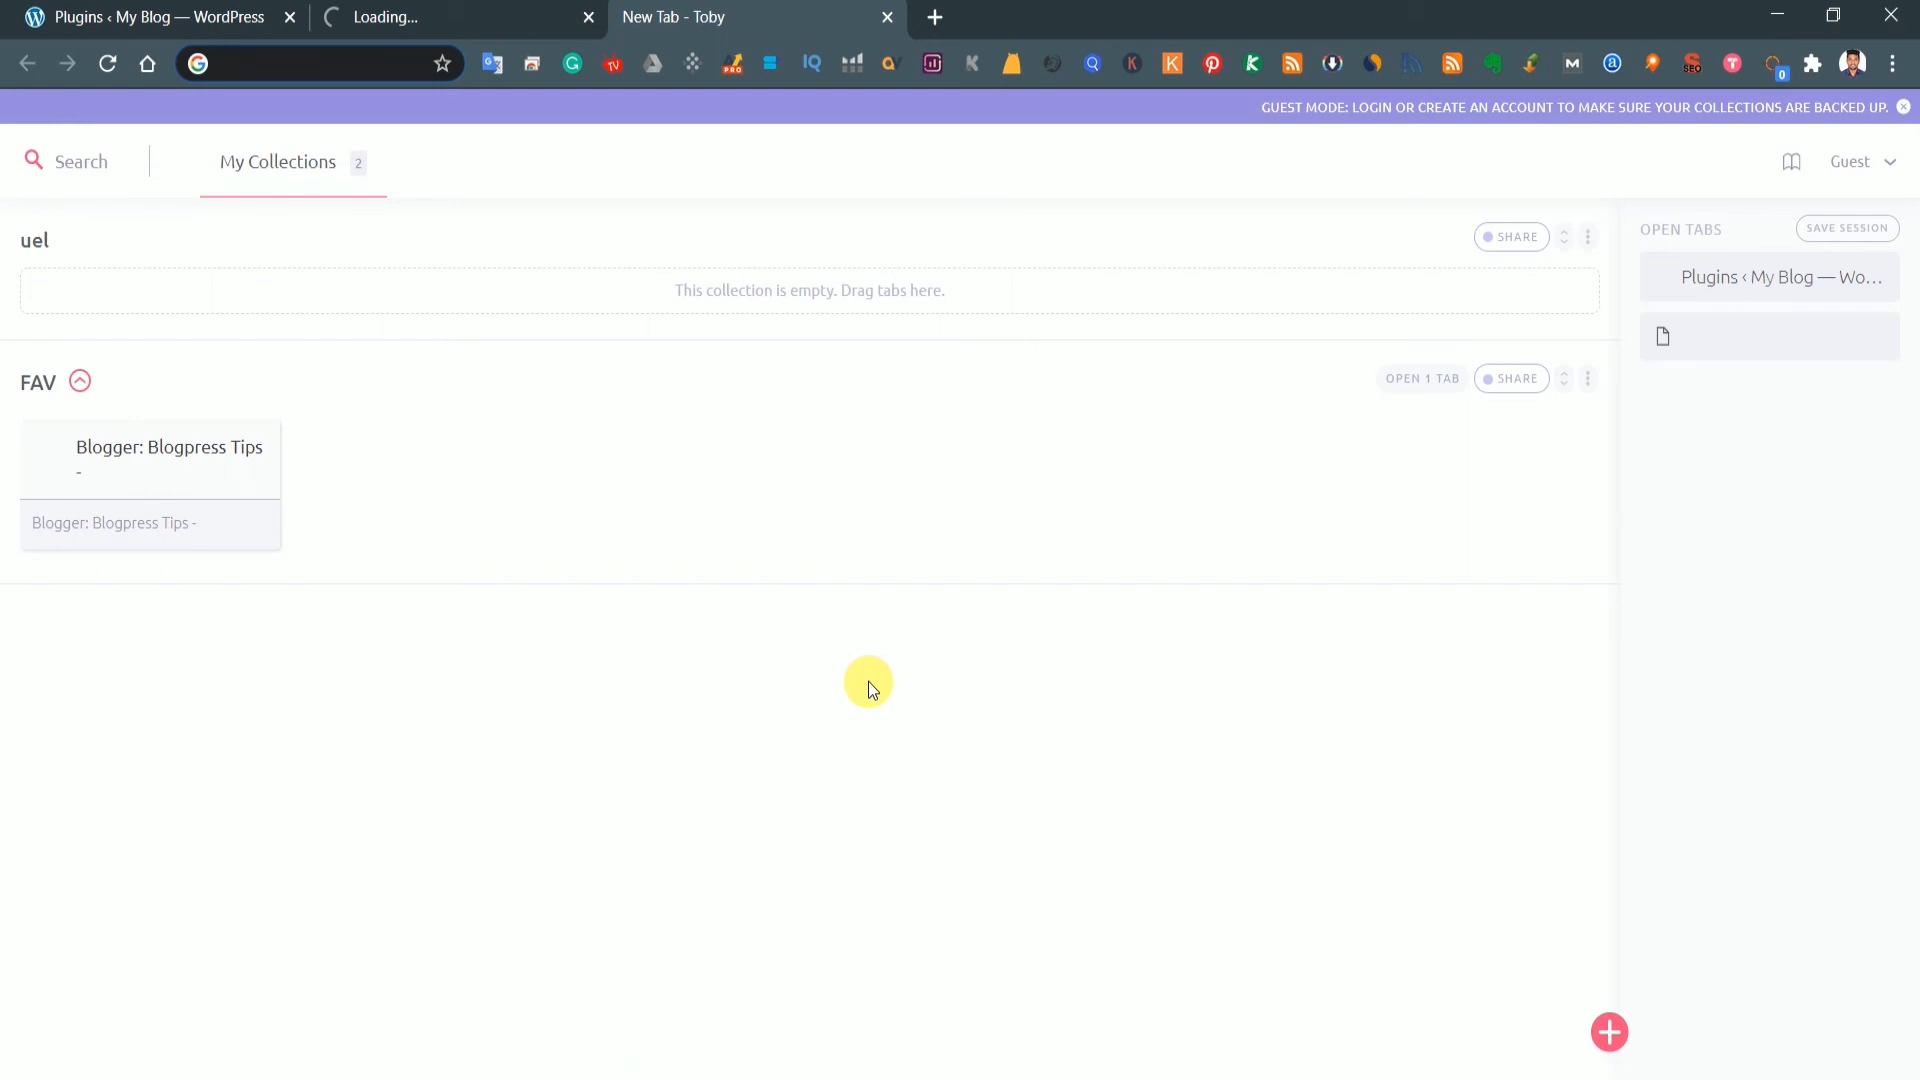 Plugins ‹ My Blog — WordPress
Loading...
New Tab - Toby
GUEST MODE: LOGIN OR CREATE AN ACCOUNT TO MAKE SURE YOUR COLLECTIONS ARE BACKED UP.
Search
My Collections 2
Guest
uel
SHARE
OPEN TABS
SAVE SESSION
This collection is empty. Drag tabs here.
Plugins ‹ My Blog — Wo...
FAV
OPEN 1 TAB
SHARE
Blogger: Blogpress Tips
-
Blogger: Blogpress Tips -